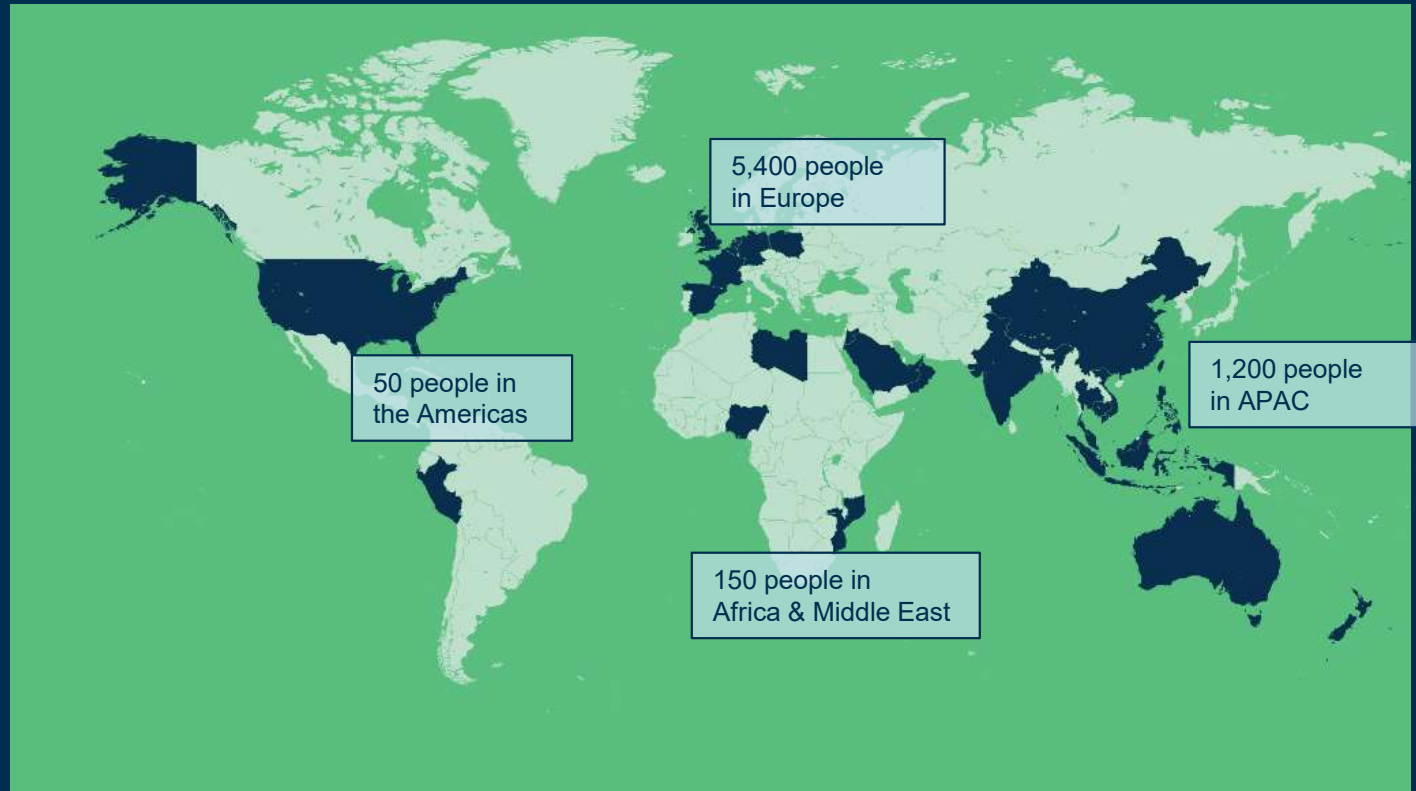 5,400 people
in Europe
50 people in
the Americas
1,200 people
in APAC
150 people in
Africa & Middle East